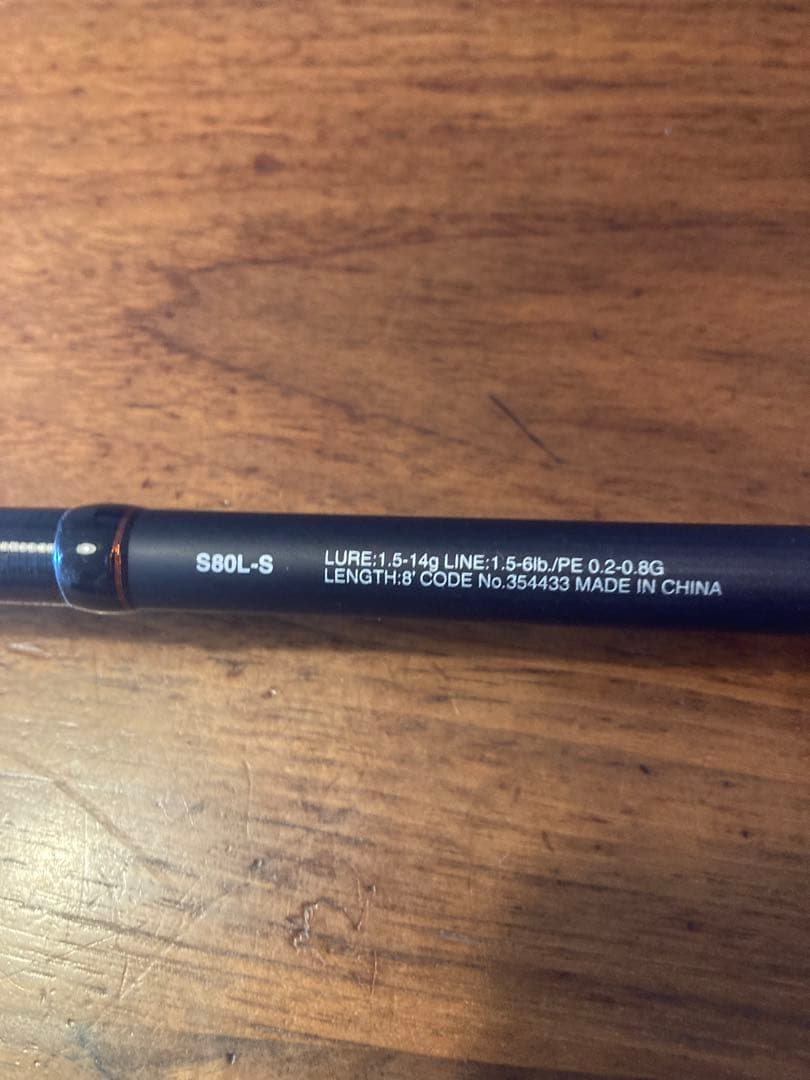 S80L-S
LURE:1.5-14g LINE:1.5-6lb./PE 0.2-0.8G
LENGTH:8' CODE No.354433 MADE IN CHINA